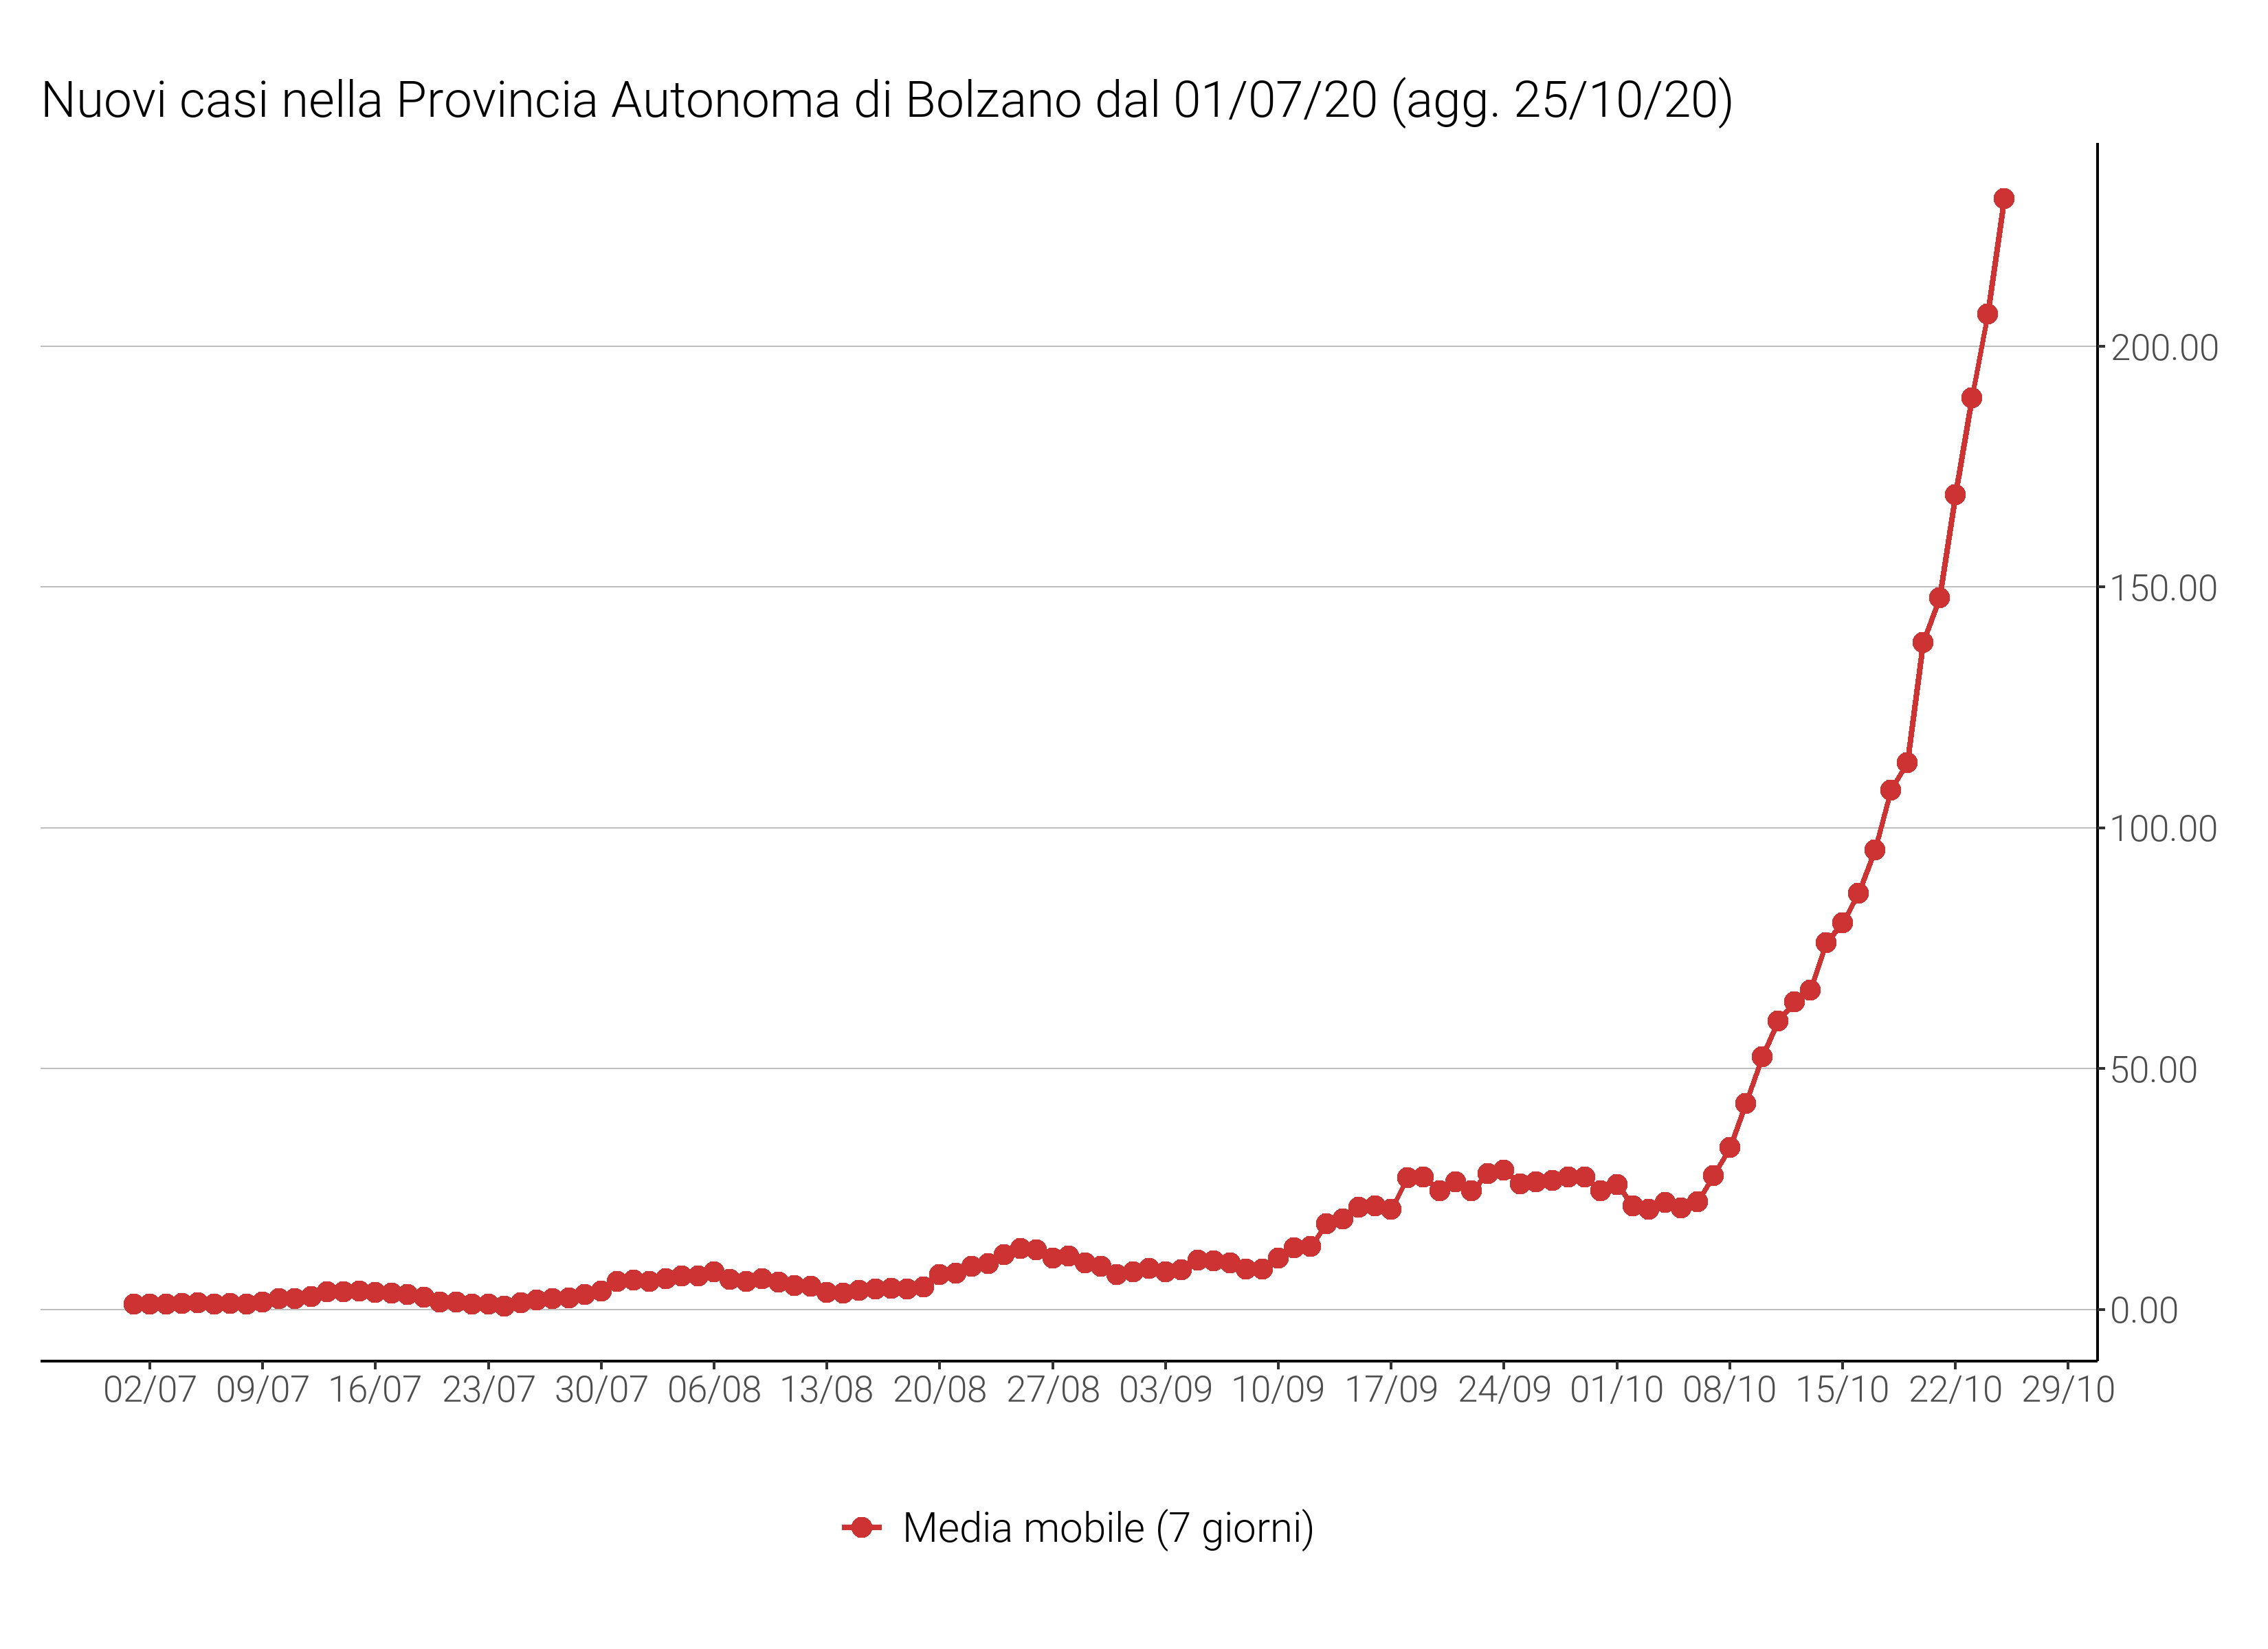 Nuovi casi nella Provincia Autonoma di Bolzano dal 01/07/20 (agg. 25/10/20)
200.00
150.00
100.00
50.00
0.00
02/07 09/07 16/07 23/07 30/07 06/08 13/08 20/08 27/08 03/09 10/09 17/09 24/09 01/10 08/10 15/10 22/10 29/10
Media mobile (7 giorni)